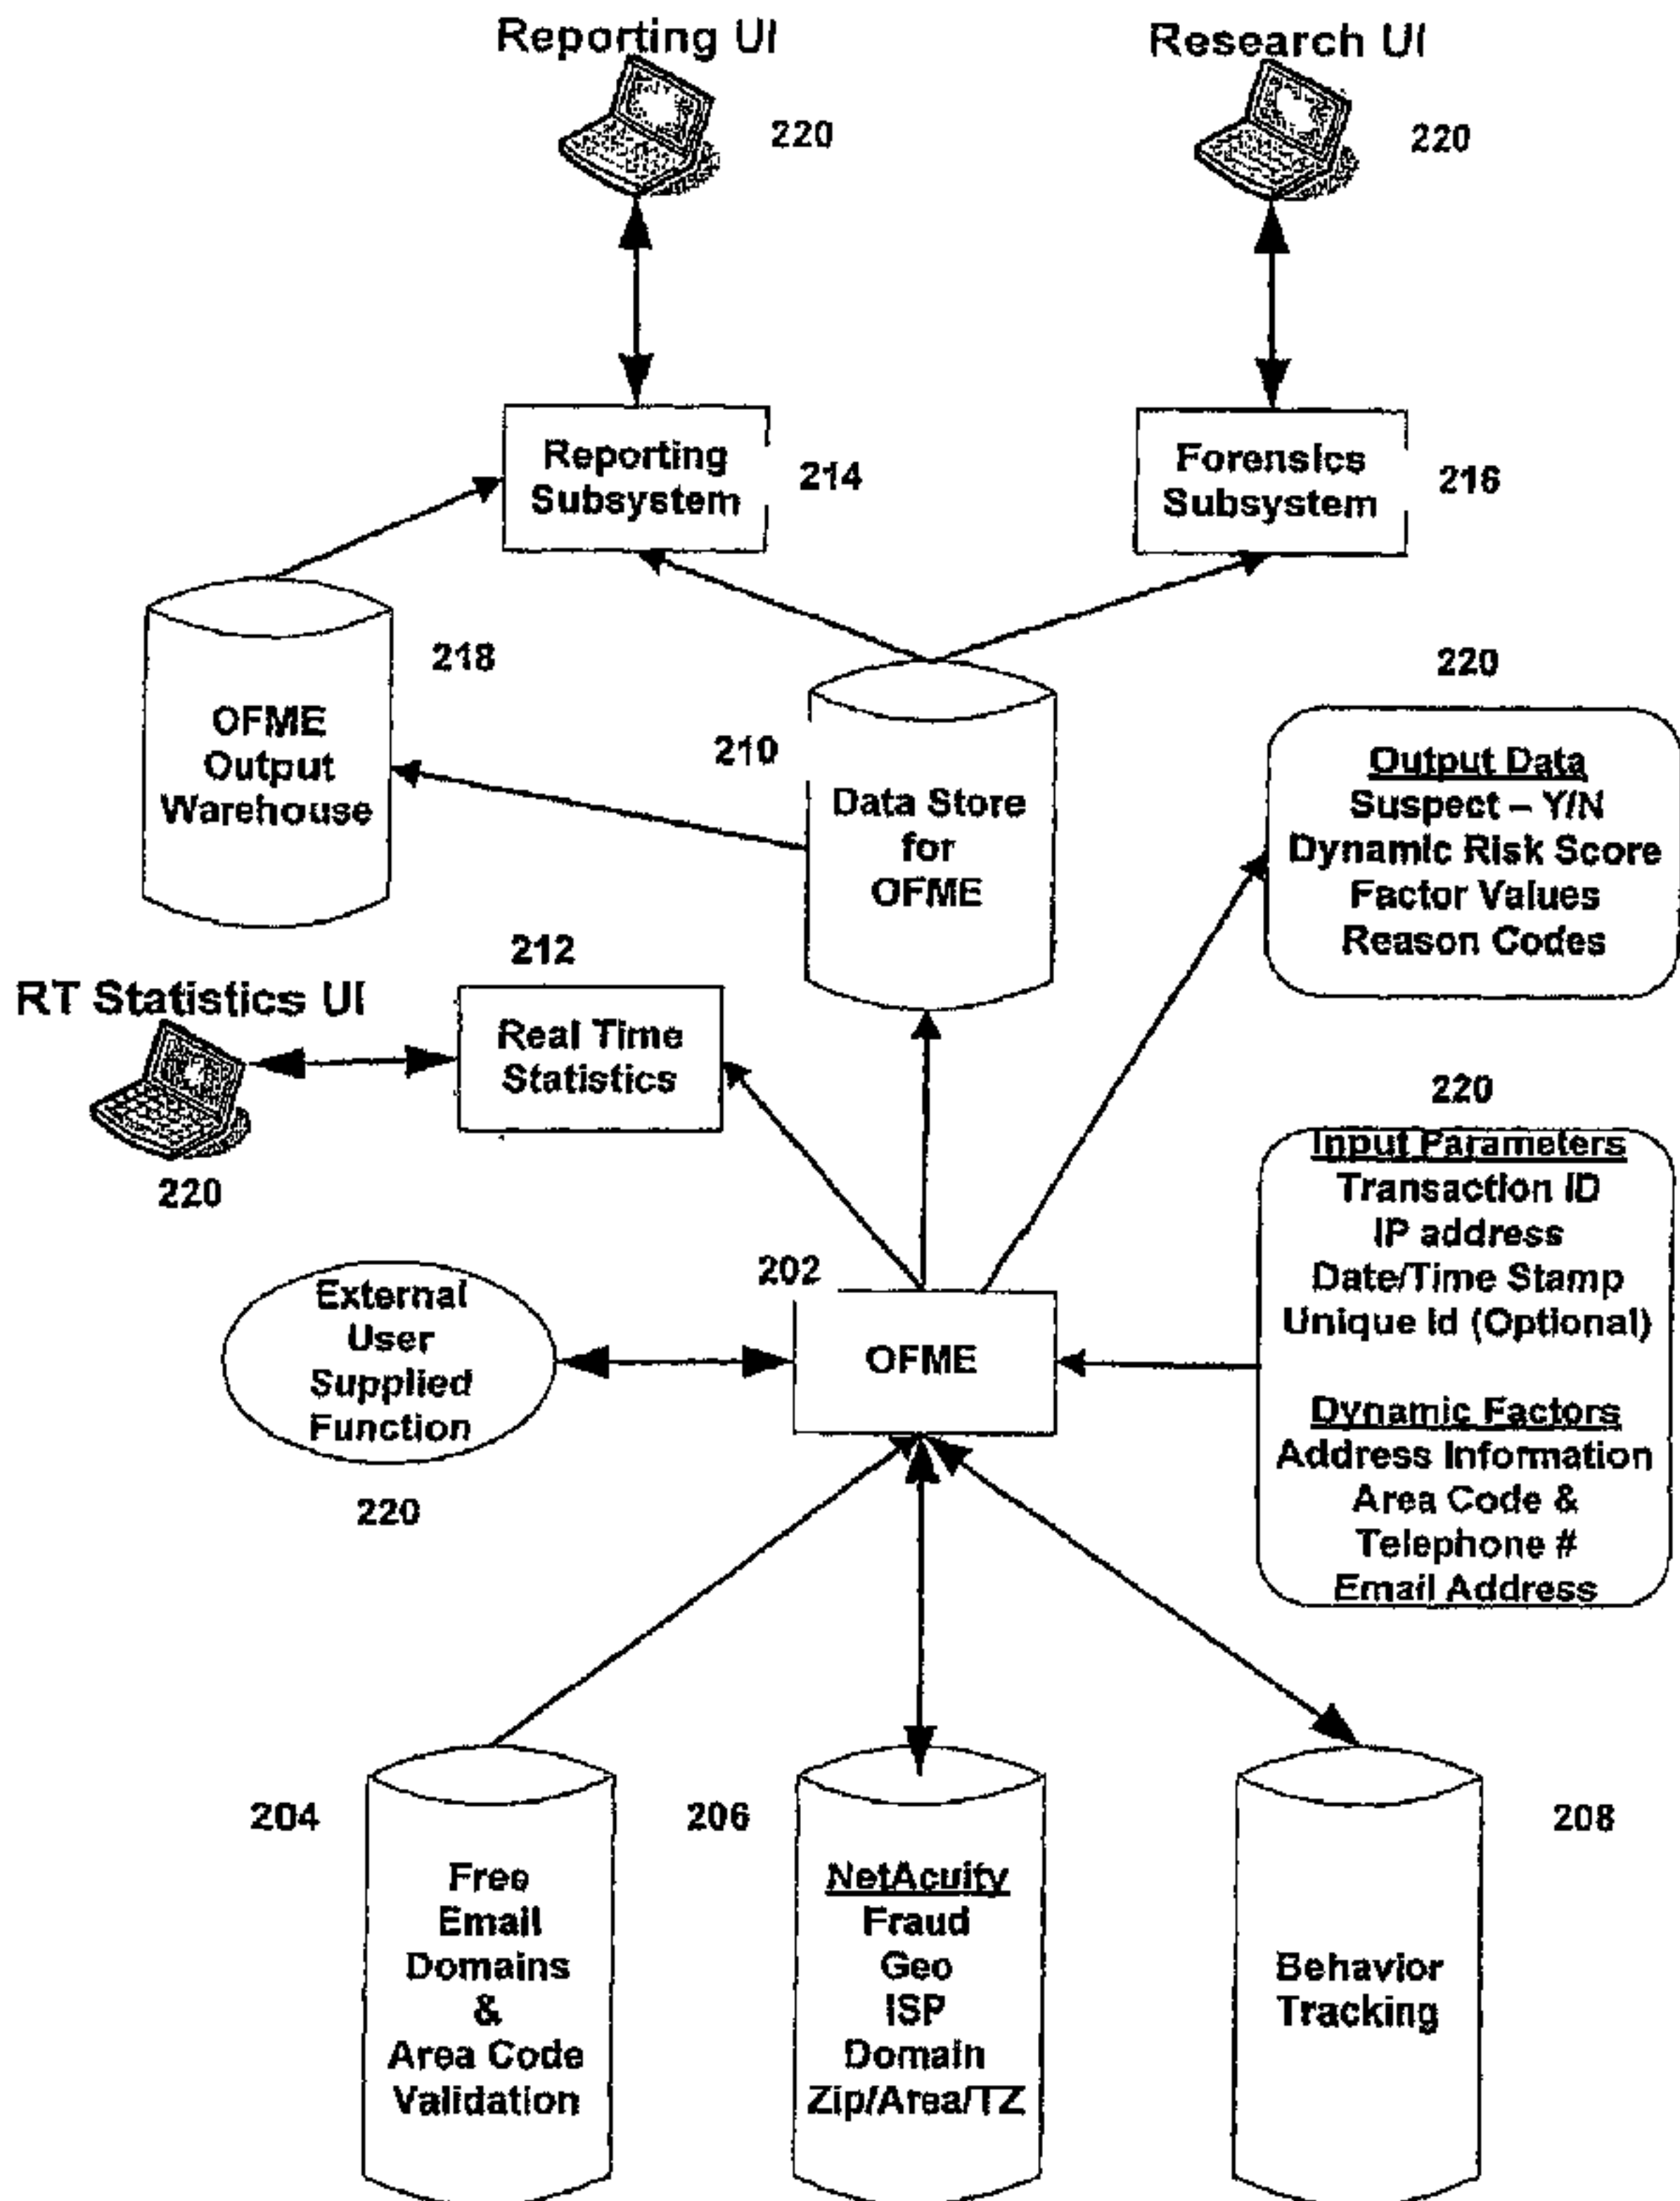 Reporting UI
220
Research UI
220
Reporting
Subsystem
214
Forensics
Subsystem
216
218
OFME
Output
Warehouse
210
Data Store
for
OFME
220
Output Data
Suspect – Y/N
Dynamic Risk Score
Factor Values
Reason Codes
212
RT Statistics UI
220
Real Time
Statistics
220
Input Parameters
Transaction ID
IP address
Date/Time Stamp
Unique Id (Optional)
Dynamic Factors
Address Information
Area Code &
Telephone #
Email Address
202
OFME
External
User
Supplied
Function
220
204
Free
Email
Domains
&
Area Code
Validation
206
NetAcuity
Fraud
Geo
ISP
Domain
Zip/Area/TZ
208
Behavior
Tracking